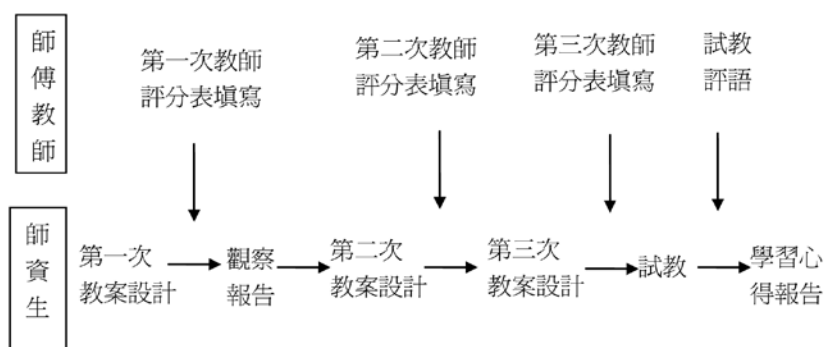 師傅教師
第一次教師
評分表填寫
第二次教師
評分表填寫
第三次教師
評分表填寫
試教
評語
師資生
第一次
教案設計
觀察
報告
第二次
教案設計
第三次
教案設計
試教
學習心
得報告